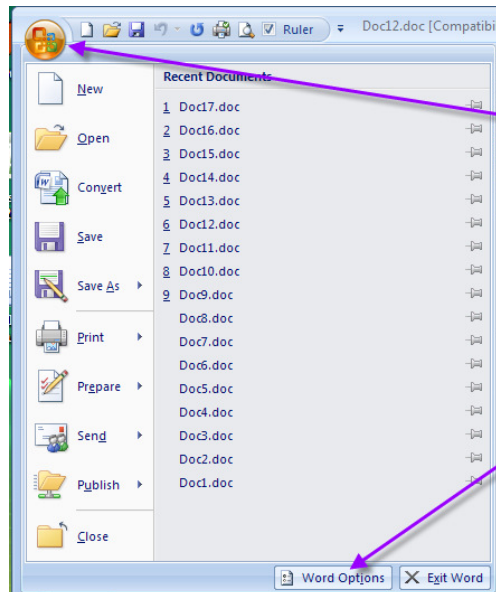 Ruler Doc12.doc [Compatibi
New
Open
Convert
Save
Save As
Print
Prepare
Send
Publish
Close
Recent Documents
1 Doc17.doc
2 Doc16.doc
3 Doc15.doc
4 Doc14.doc
5 Doc13.doc
6 Doc12.doc
7 Doc11.doc
8 Doc10.doc
9 Doc9.doc
Doc8.doc
Doc7.doc
Doc6.doc
Doc5.doc
Doc4.doc
Doc3.doc
Doc2.doc
Doc1.doc
Word Options Exit Word